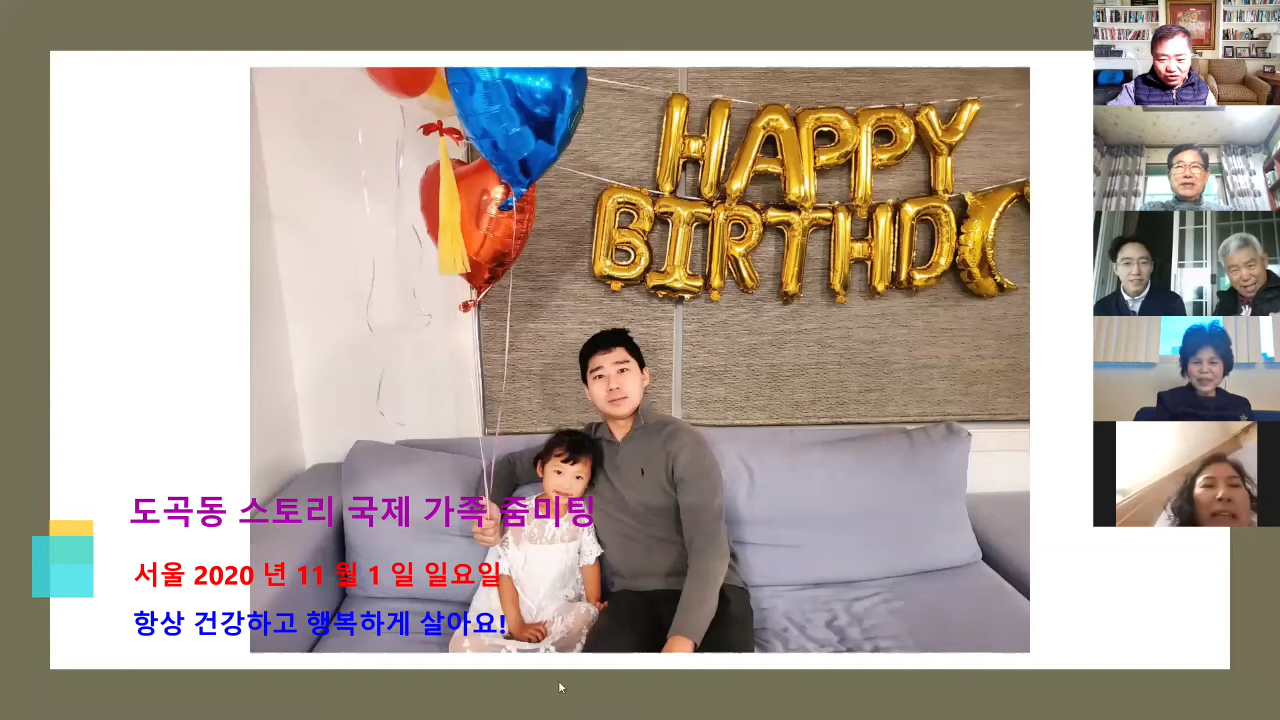 HAPPY
BIRTHD
도곡동 스토리 국제 가족 줌미팅
서울 2020 년 11 월 1 일 일요일
항상 건강하고 행복하게 살아요!